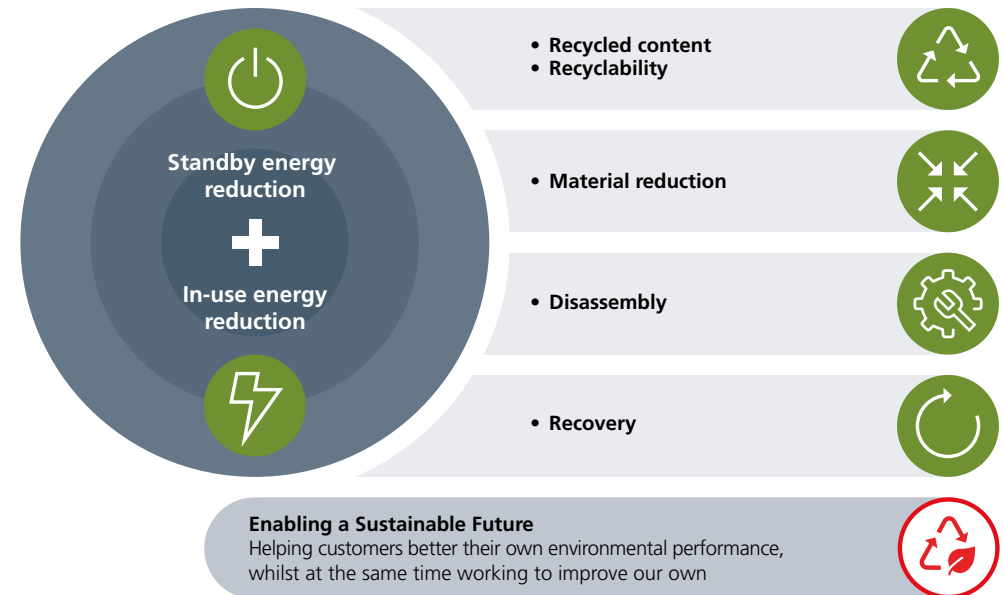 Standby energy
reduction
+
In-use energy
reduction
• Recycled content
• Recyclability
• Material reduction
• Disassembly
• Recovery
Enabling a Sustainable Future
Helping customers better their own environmental performance,
whilst at the same time working to improve our own